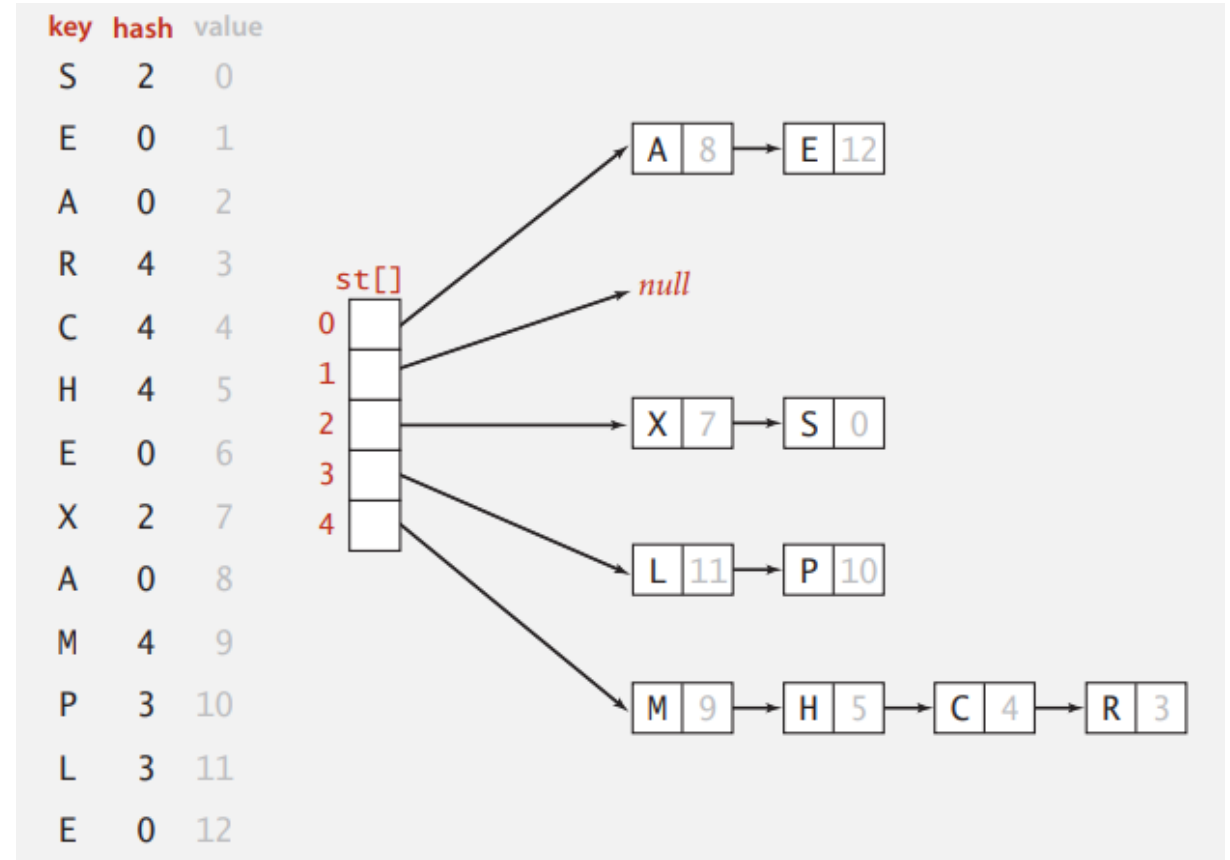 key hash value
S 2 0
E 0 1
A 0 2
R 4 3
C 4 4
H 4 5
E 0 6
X 2 7
A 0 8
M 4 9
P 3 10
L 3 11
E 0 12
st[]
0
1
2
3
4
A 8 E 12
null
X 7 S 0
L 11 P 10
M 9 H 5 C 4 R 3